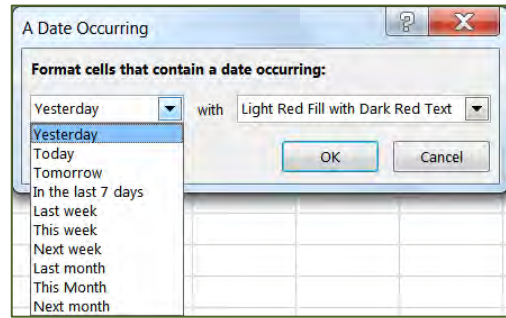 A Date Occurring
Format cells that contain a date occurring:
Yesterday with Light Red Fill with Dark Red Text
Yesterday
Today
Tomorrow
In the last 7 days
Last week
This week
Next week
Last month
This Month
Next month
OK Cancel